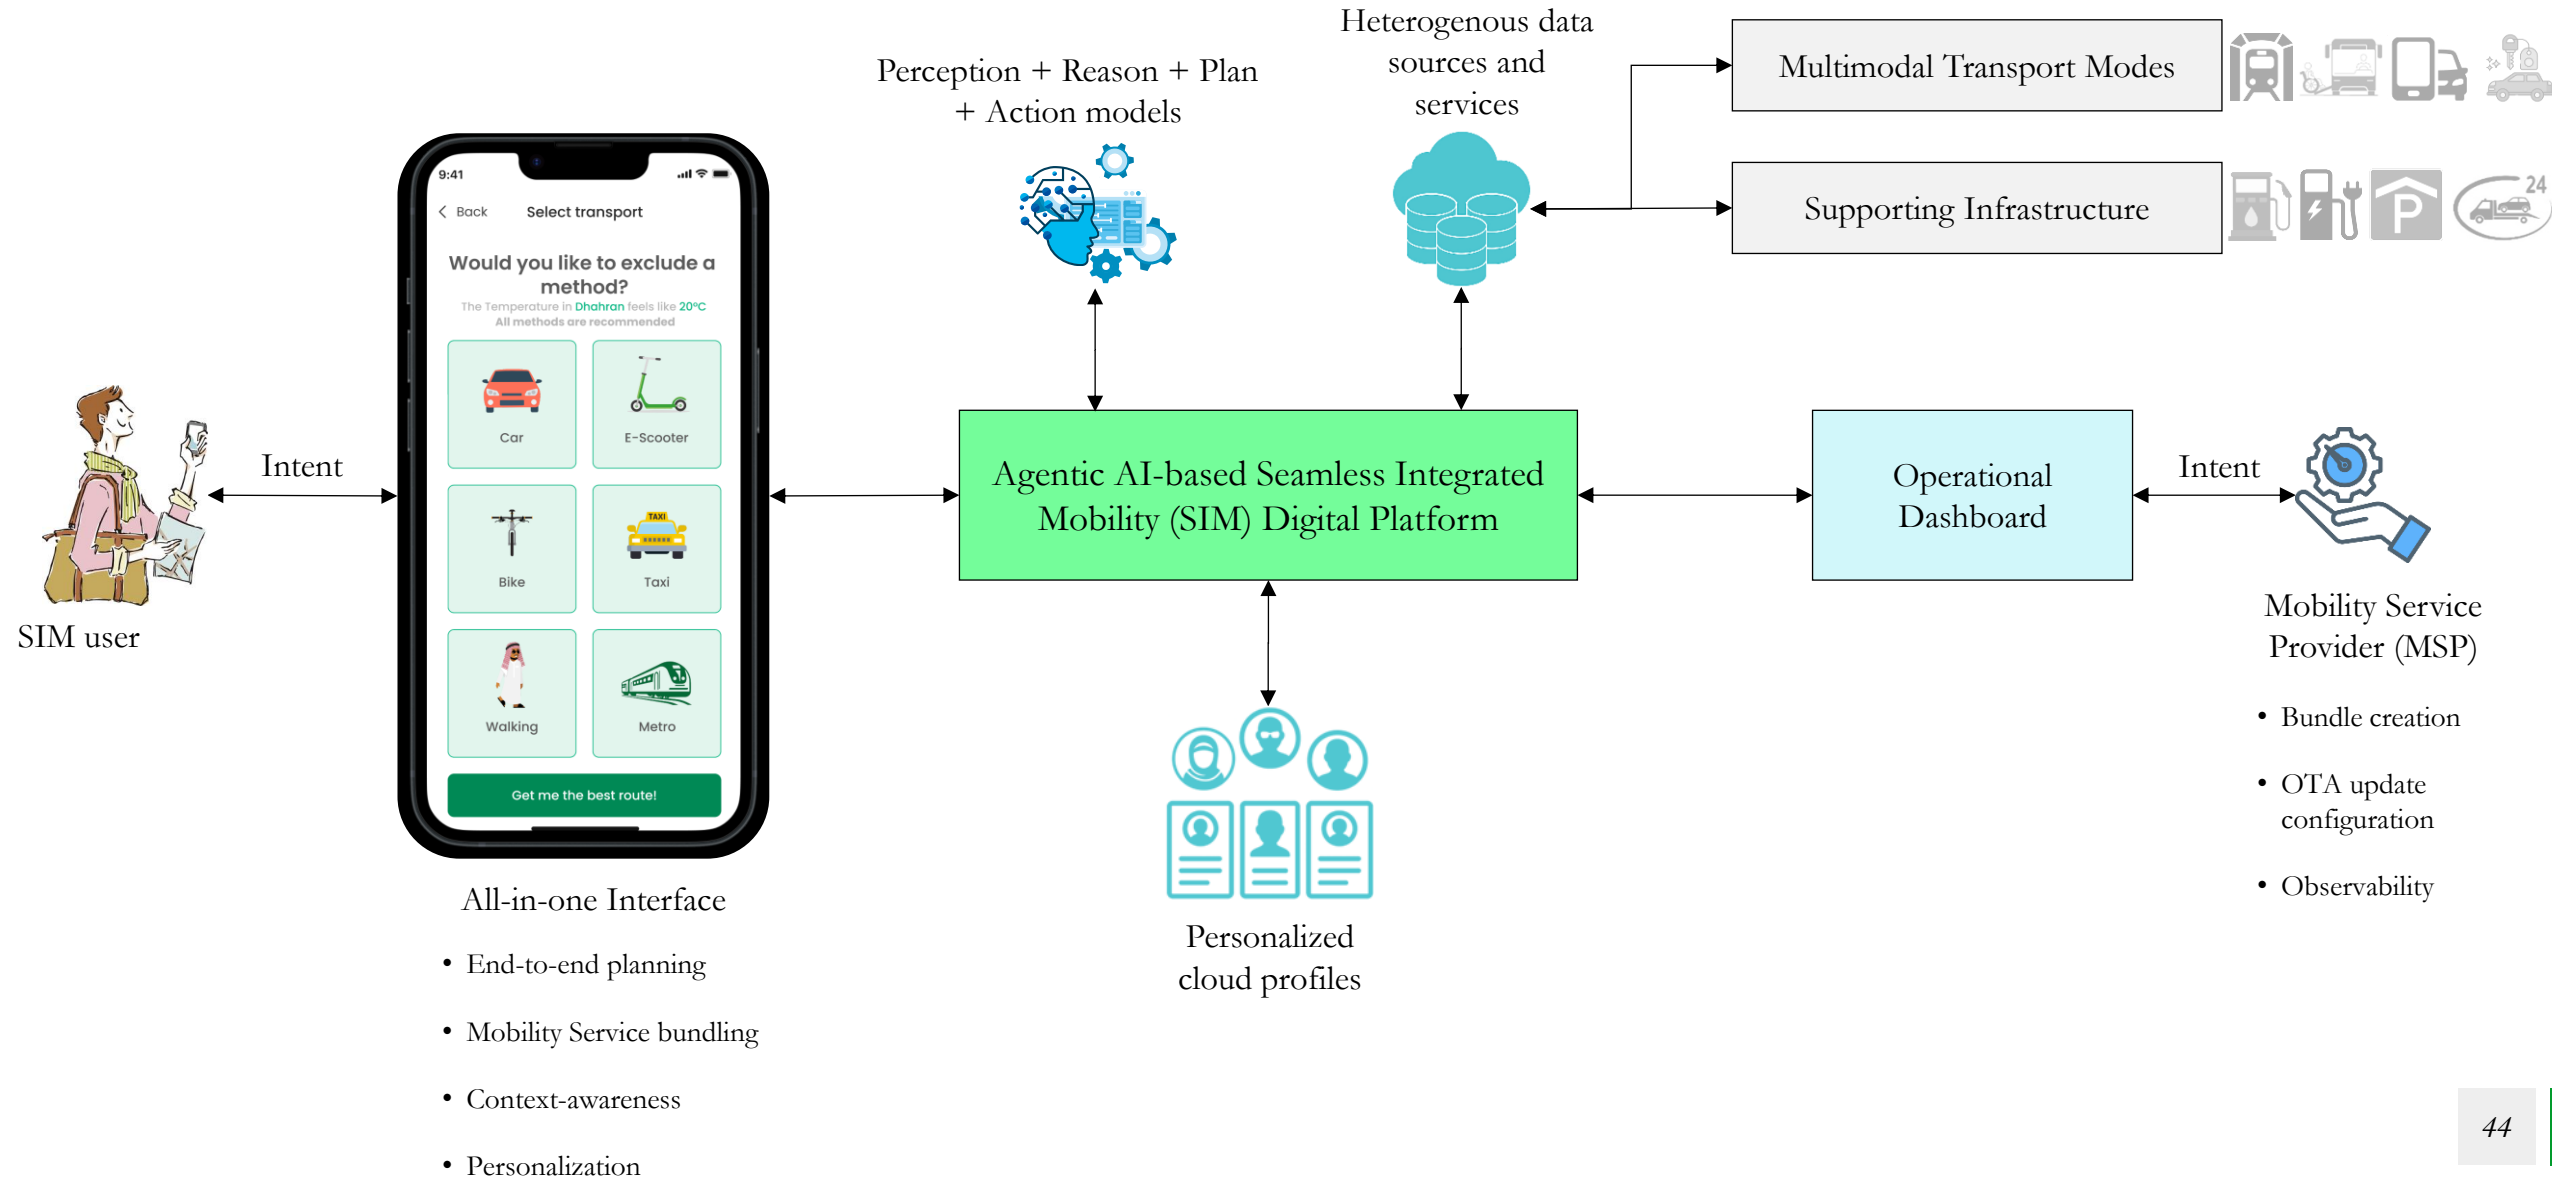 Heterogenous data
sources and
services
Perception + Reason + Plan
+ Action models
Multimodal Transport Modes
Supporting Infrastructure
24
P
9:41
Back
Select transport
Would you like to exclude a
method?
The Temperature in Dhahran feels like 20°C
All methods are recommended
Car
E-Scooter
Bike
TAXI
Taxi
Walking
Metro
Get me the best route!
SIM user
Intent
Agentic AI-based Seamless Integrated
Mobility (SIM) Digital Platform
Operational
Dashboard
Intent
Mobility Service
Provider (MSP)
• Bundle creation
• OTA update
configuration
• Observability
All-in-one Interface
• End-to-end planning
• Mobility Service bundling
• Context-awareness
• Personalization
Personalized
cloud profiles
44